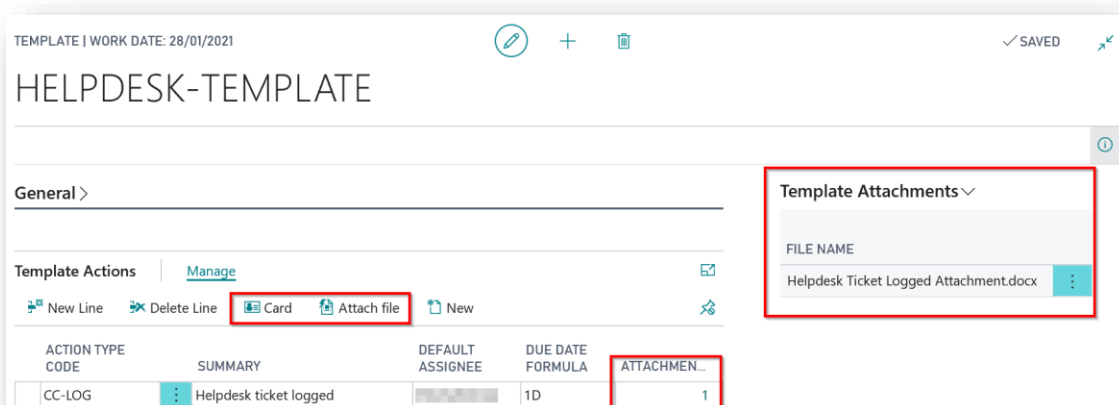 TEMPLATE | WORK DATE: 28/01/2021
SAVED
HELPDESK-TEMPLATE
General
Template Attachments
FILE NAME
Helpdesk Ticket Logged Attachment.docx
Template Actions Manage
New Line Delete Line Card Attach file New
ACTION TYPE CODE SUMMARY DEFAULT ASSIGNEE DUE DATE FORMULA ATTACHMEN...
CC-LOG Helpdesk ticket logged 1D 1